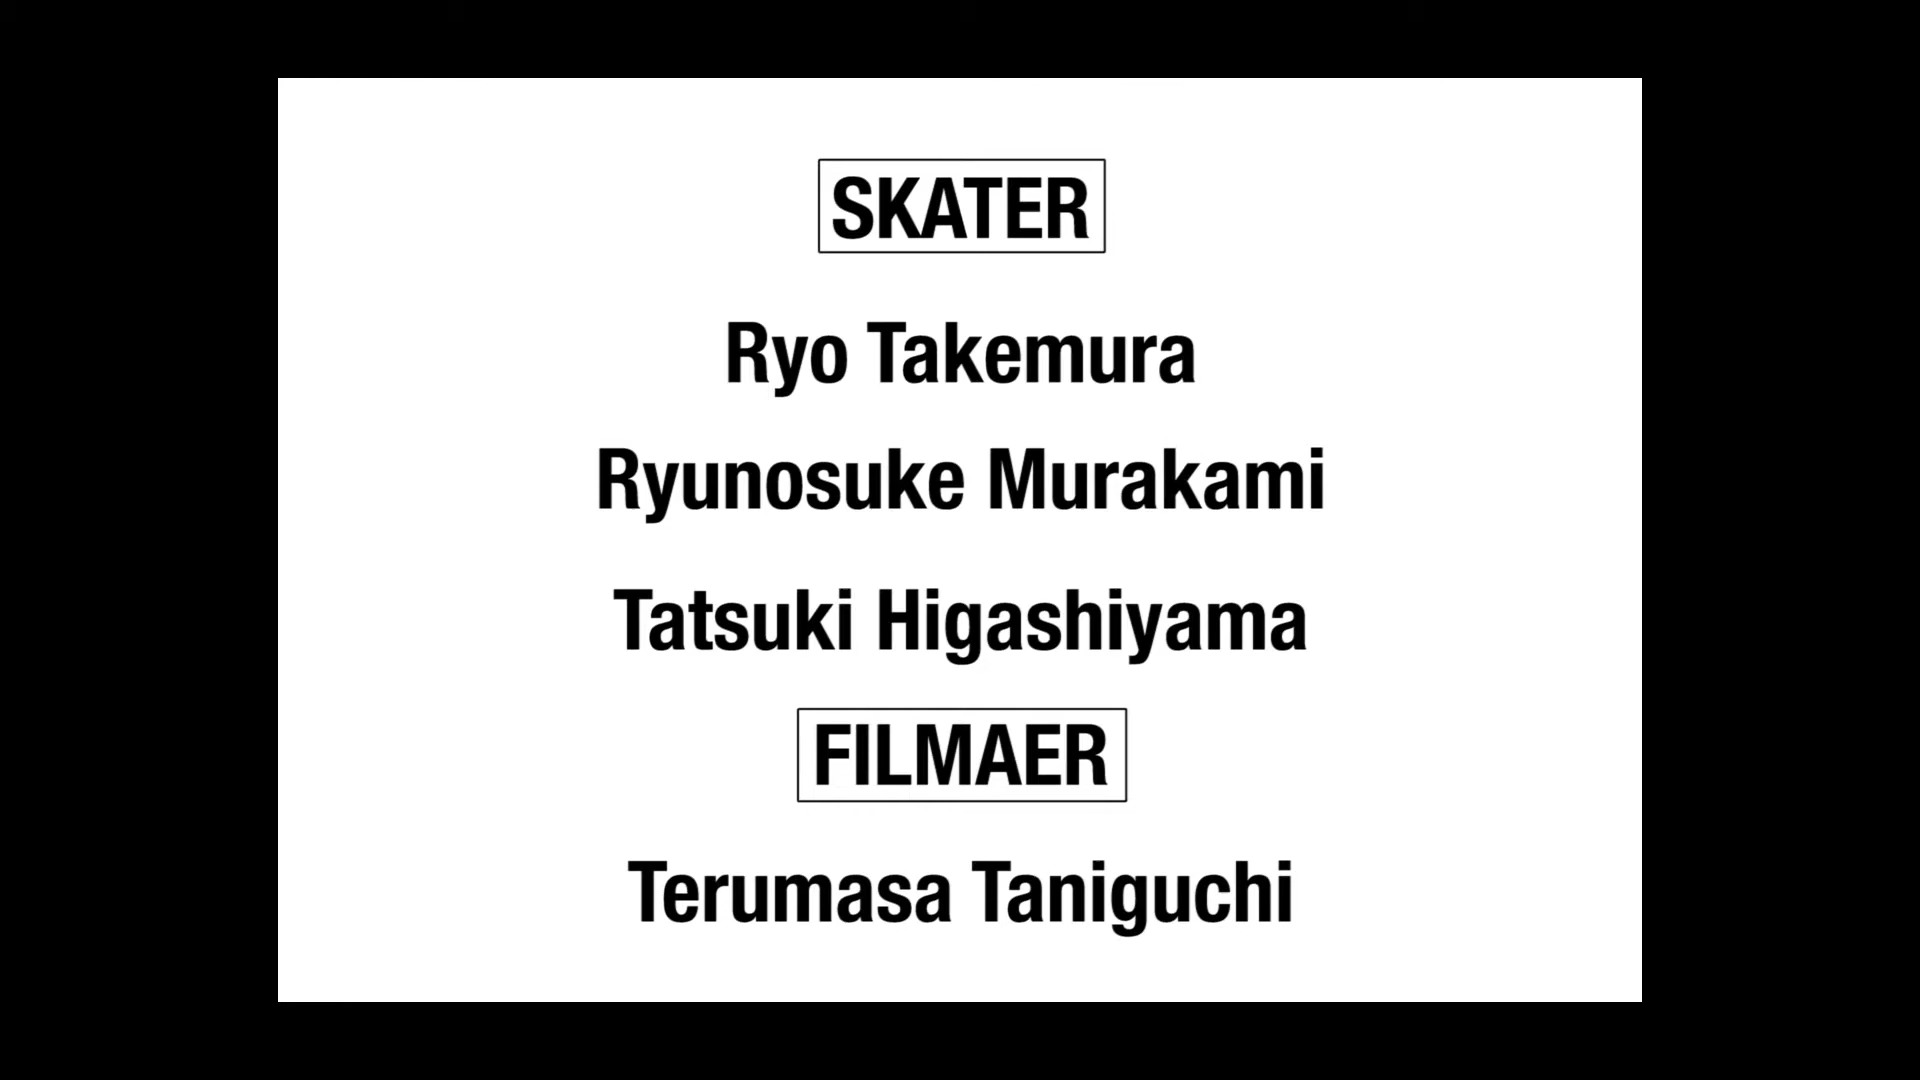 SKATER
Ryo Takemura
Ryunosuke Murakami
Tatsuki Higashiyama
FILMAER
Terumasa Taniguchi